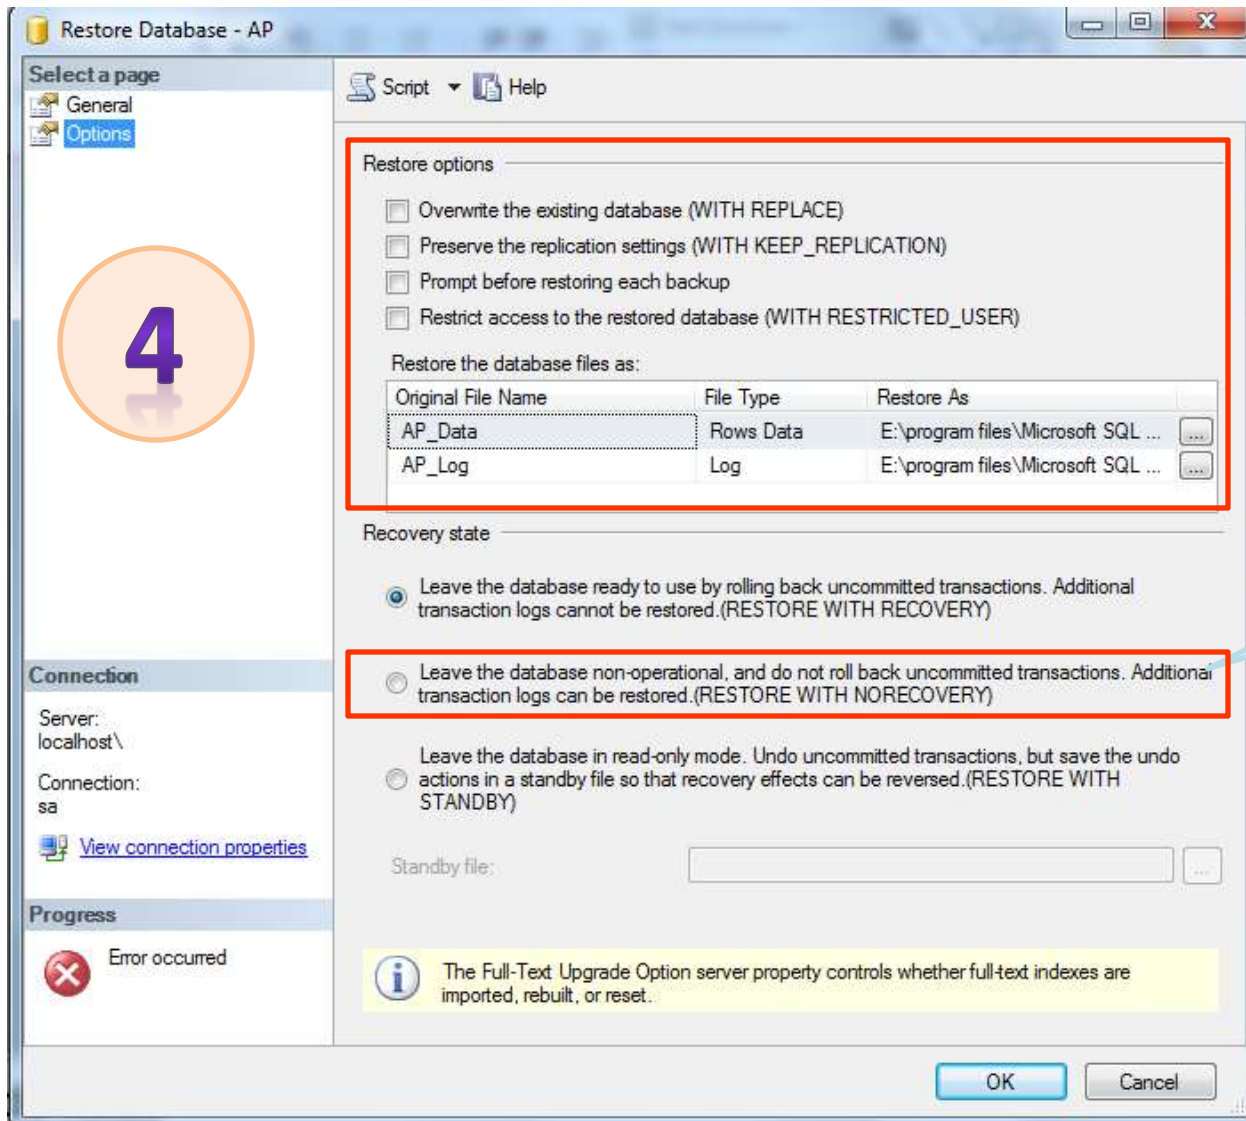 Restore Database - AP
Select a page
General
Options
Script
Help
4
Restore options
Overwrite the existing database (WITH REPLACE)
Preserve the replication settings (WITH KEEP_REPLICATION)
Prompt before restoring each backup
Restrict access to the restored database (WITH RESTRICTED_USER)
Restore the database files as:
Original File Name File Type Restore As
AP_Data Rows Data E:\program files\Microsoft SQL ... ...
AP_Log Log E:\program files\Microsoft SQL ... ...
Recovery state
Leave the database ready to use by rolling back uncommitted transactions. Additional
transaction logs cannot be restored.(RESTORE WITH RECOVERY)
Leave the database non-operational, and do not roll back uncommitted transactions. Additional
transaction logs can be restored.(RESTORE WITH NORECOVERY)
Leave the database in read-only mode. Undo uncommitted transactions, but save the undo
actions in a standby file so that recovery effects can be reversed.(RESTORE WITH
STANDBY)
Standby file:
...
Connection
Server:
localhost\
Connection:
sa
View connection properties
Progress
Error occurred
The Full-Text Upgrade Option server property controls whether full-text indexes are
imported, rebuilt, or reset.
OK
Cancel